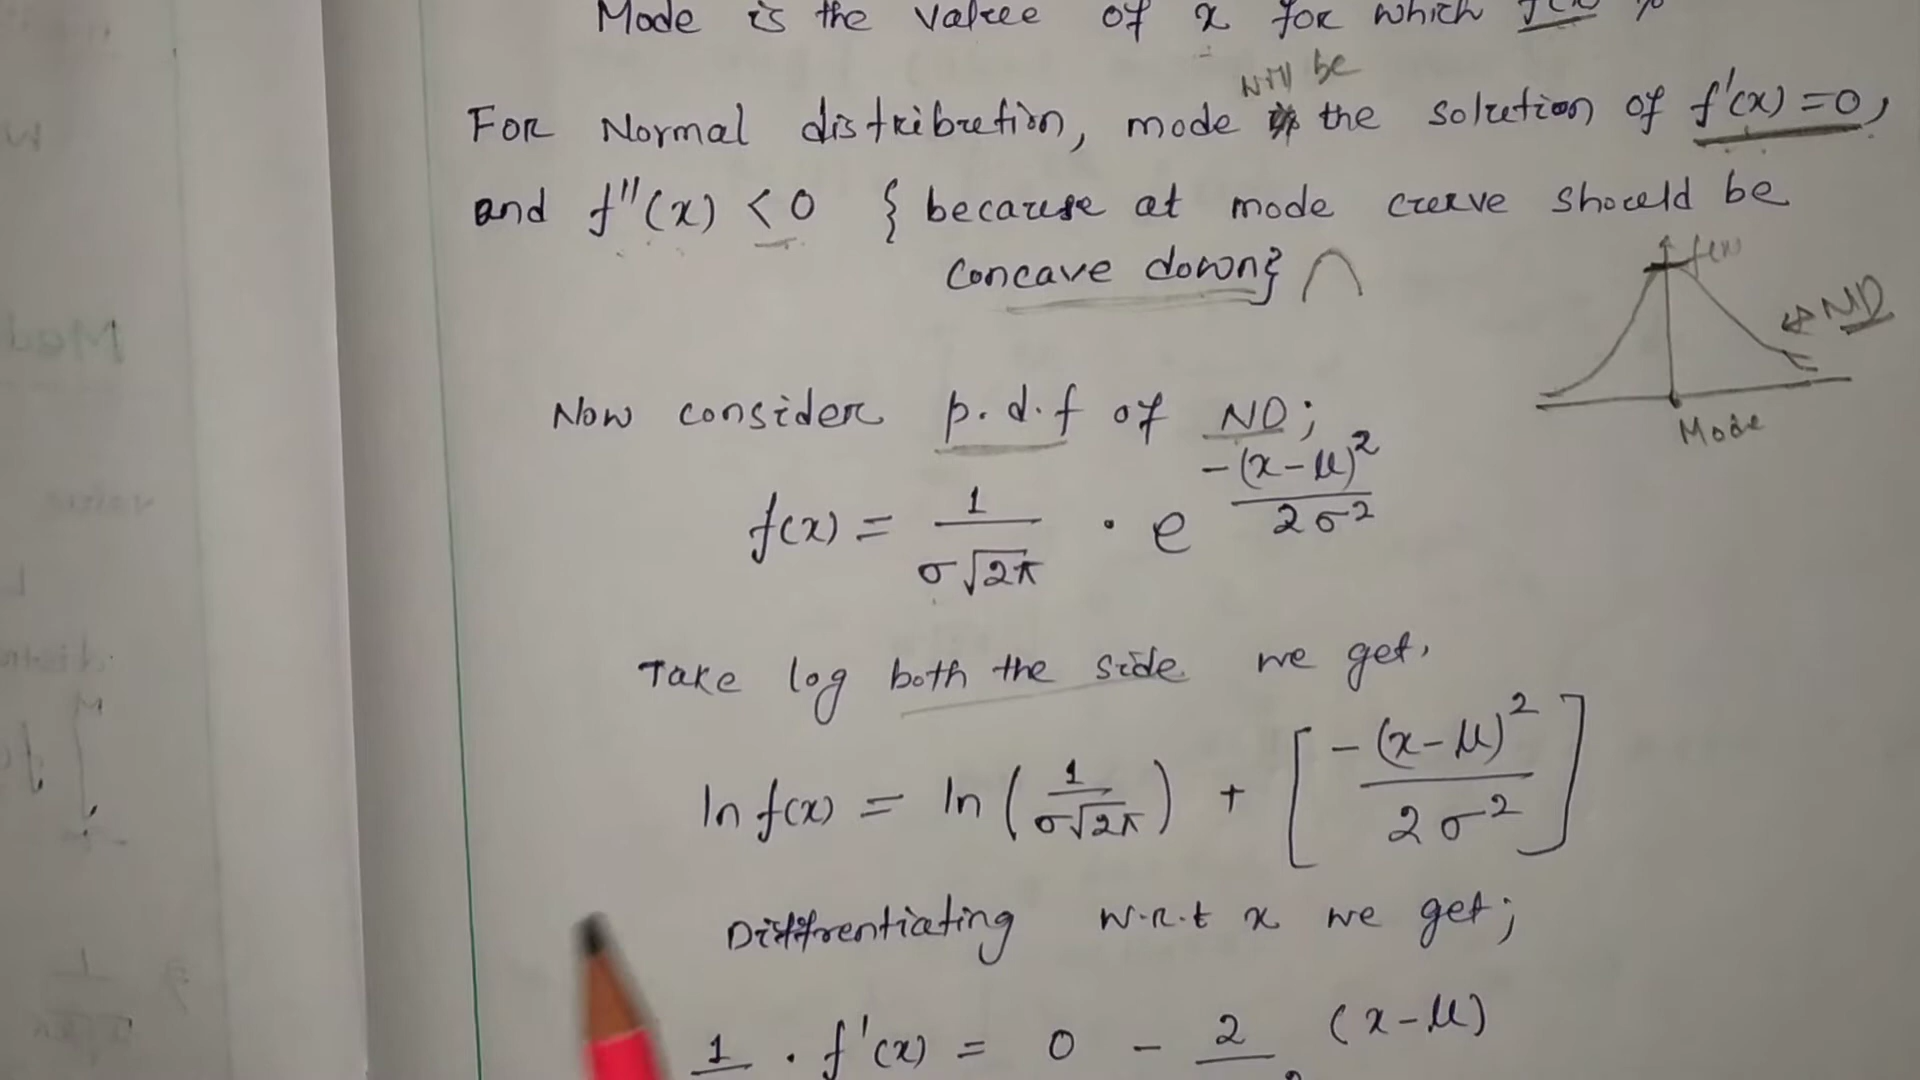 Mode is the value of x for which f(x) is
will be
For Normal distribution, mode the solution of f'(x) = 0,
and f''(x) < 0 { because at mode curve should be
concave down}
f(x)
ND
Mode
Now consider p.d.f of ND;
f(x) = 1/σ√2π · e^(-(x-μ)²/2σ²)
Take log both the side we get,
ln f(x) = ln (1/σ√2π) + [-(x-μ)²/2σ²]
Differentiating w.r.t x we get;
1 · f'(x) = 0 - 2 (x-μ)